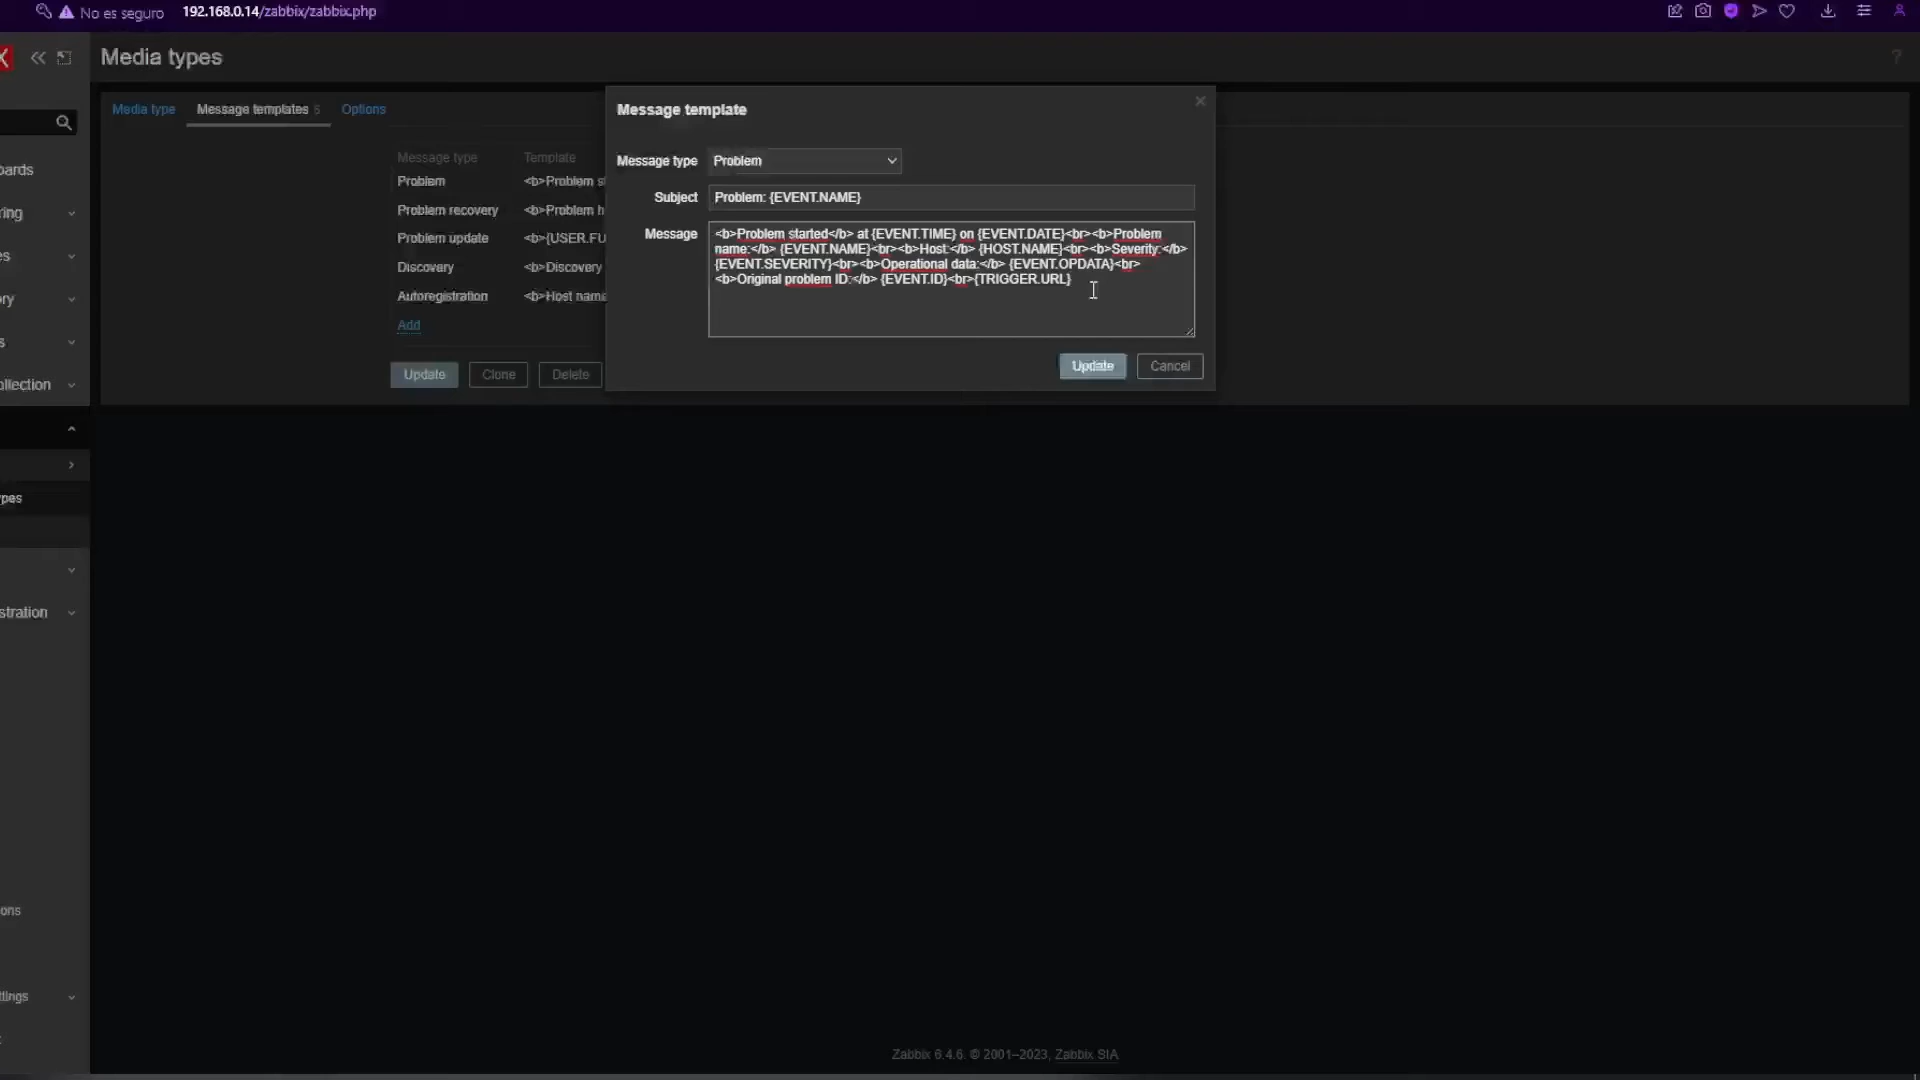 No es seguro 192.168.0.14/zabbix/zabbix.php
X
Media types
?
Media type Message templates 5 Options
Message template
Message type Template
Problem <b>Problem s
Problem recovery <b>Problem h
Problem update <b>{USER.FU
Discovery <b>Discovery
Autoregistration <b>Host name
Add
Update Clone Delete
Message type Problem
Subject Problem: {EVENT.NAME}
Message
<b>Problem started</b> at {EVENT.TIME} on {EVENT.DATE}<br><b>Problem
name:</b> {EVENT.NAME}<br><b>Host:</b> {HOST.NAME}<br><b>Severity:</b>
{EVENT.SEVERITY}<br><b>Operational data:</b> {EVENT.OPDATA}<br>
<b>Original problem ID:</b> {EVENT.ID}<br>{TRIGGER.URL}
Update Cancel
oards
ring
es
ory
s
ollection
ypes
stration
ons
ttings
Zabbix 6.4.6. © 2001–2023, Zabbix SIA